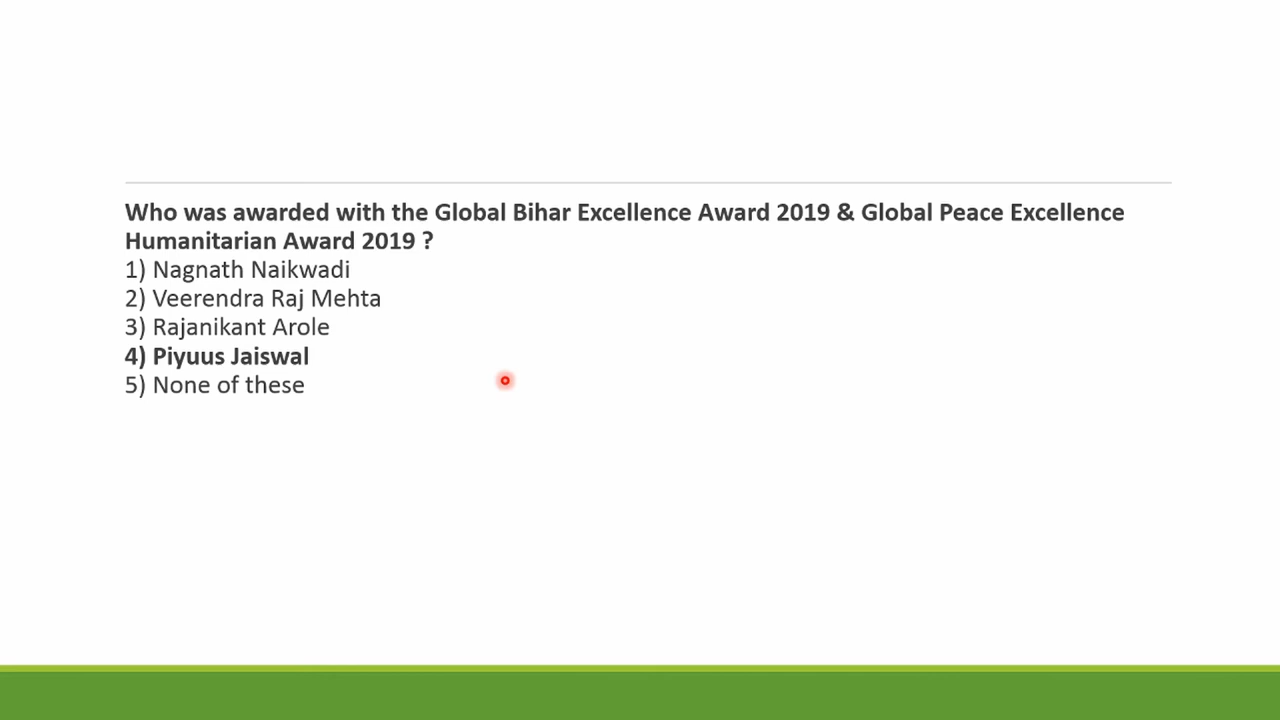 Who was awarded with the Global Bihar Excellence Award 2019 & Global Peace Excellence
Humanitarian Award 2019 ?
1) Nagnath Naikwadi
2) Veerendra Raj Mehta
3) Rajanikant Arole
4) Piyuus Jaiswal
5) None of these